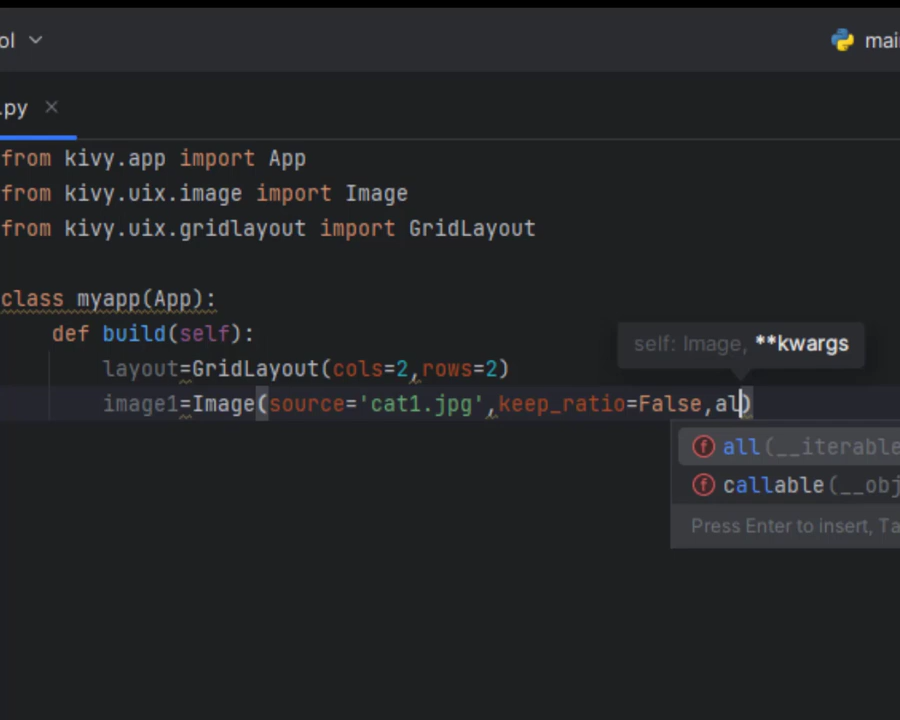 ol
mai
.py
from kivy.app import App
from kivy.uix.image import Image
from kivy.uix.gridlayout import GridLayout
class myapp(App):
def build(self):
self: Image, **kwargs
layout=GridLayout(cols=2,rows=2)
image1=Image(source='cat1.jpg',keep_ratio=False,al)
f all(__iterable
f callable(__obj
Press Enter to insert, Ta